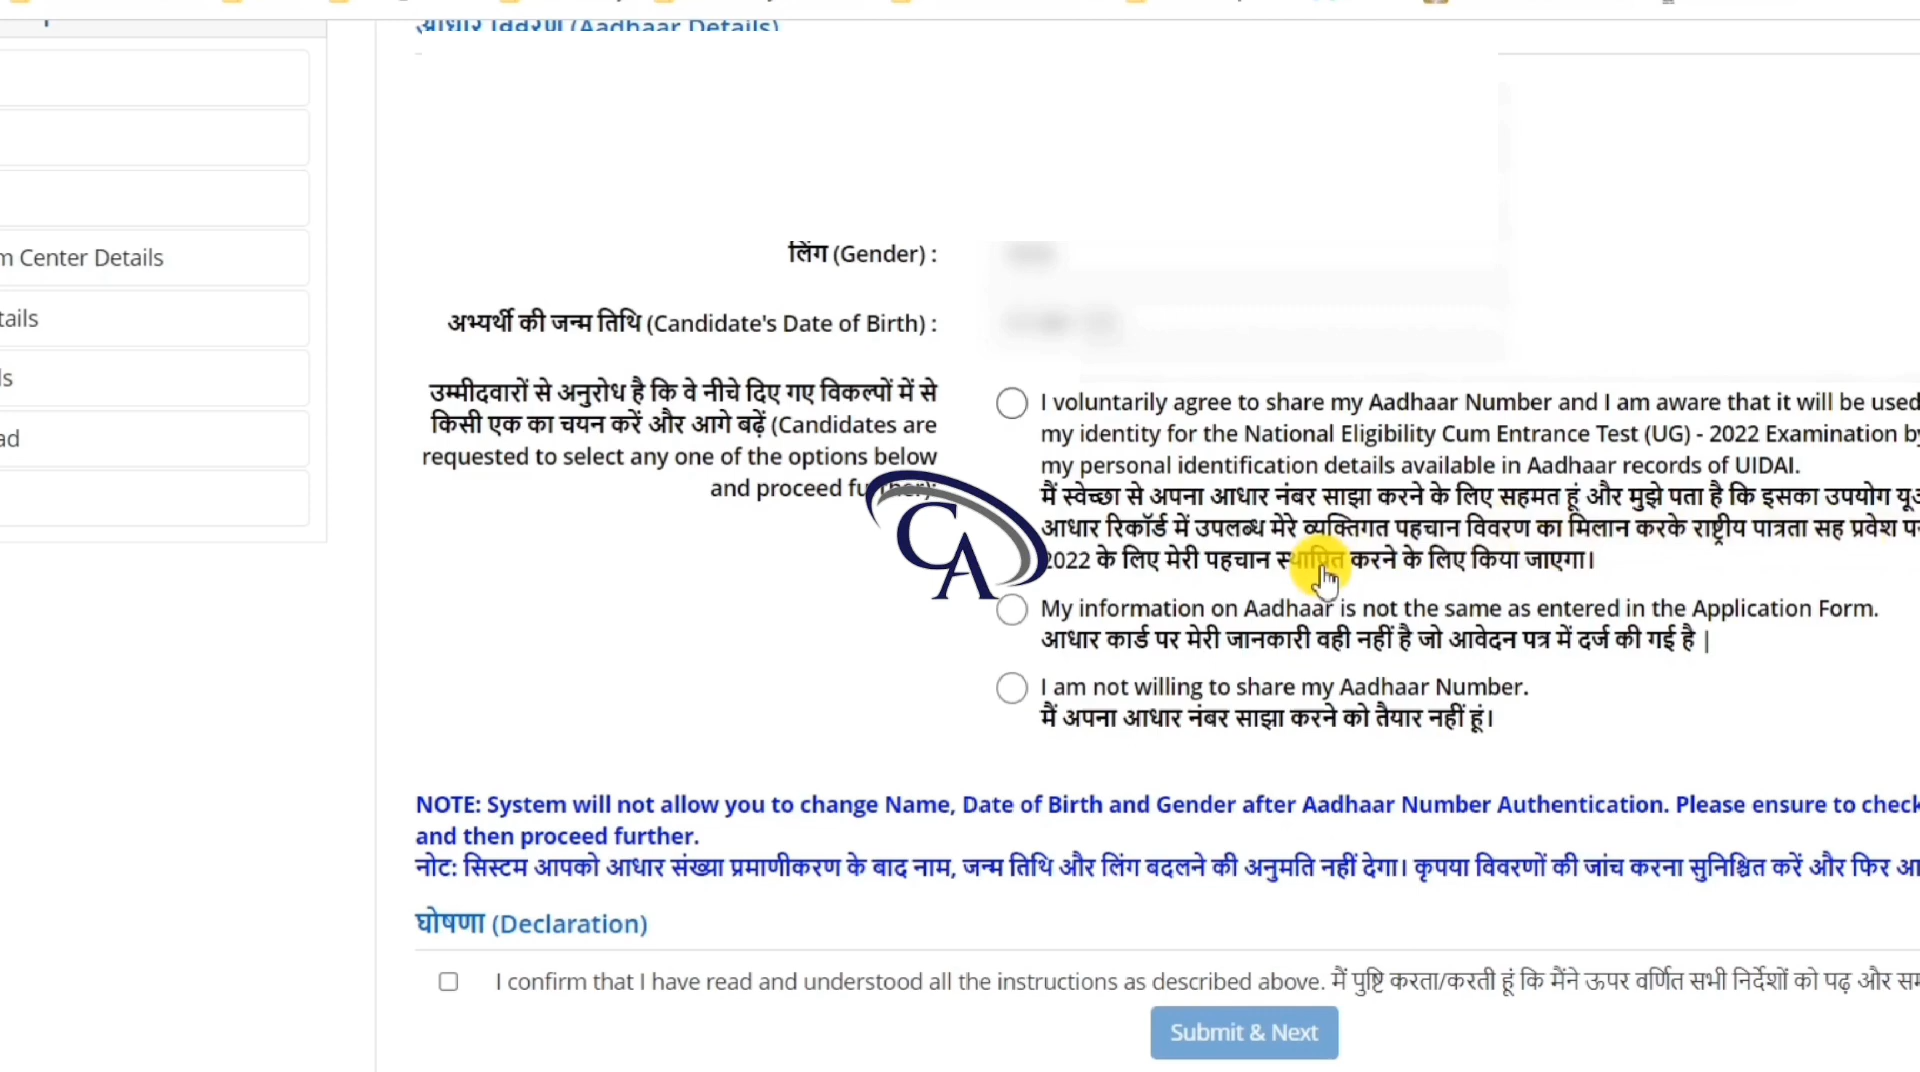 आधार विवरण (Aadhaar Details)
m Center Details
tails
ls
ad
लिंग (Gender) :
अभ्यर्थी की जन्म तिथि (Candidate's Date of Birth) :
उम्मीदवारों से अनुरोध है कि वे नीचे दिए गए विकल्पों में से
किसी एक का चयन करें और आगे बढ़ें (Candidates are
requested to select any one of the options below
and proceed further):
I voluntarily agree to share my Aadhaar Number and I am aware that it will be used
my identity for the National Eligibility Cum Entrance Test (UG) - 2022 Examination by
my personal identification details available in Aadhaar records of UIDAI.
मैं स्वेच्छा से अपना आधार नंबर साझा करने के लिए सहमत हूं और मुझे पता है कि इसका उपयोग
आधार रिकॉर्ड में उपलब्ध मेरे व्यक्तिगत पहचान विवरण का मिलान करके राष्ट्रीय पात्रता सह प्रवेश
2022 के लिए मेरी पहचान स्थापित करने के लिए किया जाएगा।
CA
My information on Aadhaar is not the same as entered in the Application Form.
आधार कार्ड पर मेरी जानकारी वही नहीं है जो आवेदन पत्र में दर्ज की गई है |
I am not willing to share my Aadhaar Number.
मैं अपना आधार नंबर साझा करने को तैयार नहीं हूं।
NOTE: System will not allow you to change Name, Date of Birth and Gender after Aadhaar Number Authentication. Please ensure to check
and then proceed further.
नोट: सिस्टम आपको आधार संख्या प्रमाणीकरण के बाद नाम, जन्म तिथि और लिंग बदलने की अनुमति नहीं देगा। कृपया विवरणों की जांच करना सुनिश्चित करें और फिर
घोषणा (Declaration)
I confirm that I have read and understood all the instructions as described above. मैं पुष्टि करता/करती हूं कि मैंने ऊपर वर्णित सभी निर्देशों को पढ़ और
Submit & Next